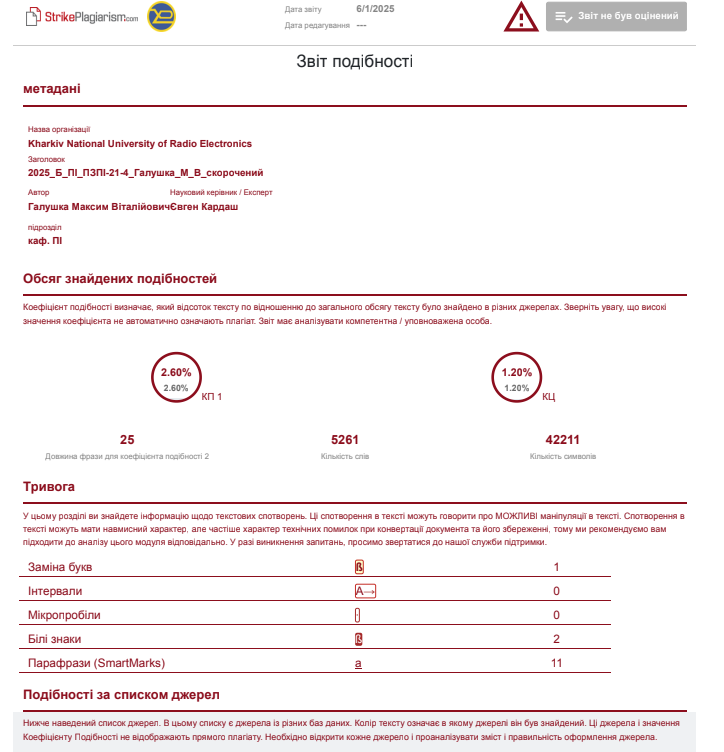 StrikePlagiarism.com
Дата звіту 6/1/2025
Дата редагування ---
Звіт не був оцінений
Звіт подібності
метадані
Назва організації
Kharkiv National University of Radio Electronics
Заголовок
2025_Б_ПІ_ПЗПІ-21-4_Галушка_М_В_скорочений
Автор Науковий керівник / Експерт
Галушка Максим ВіталійовичЄвген Кардаш
підрозділ
каф. ПІ
Обсяг знайдених подібностей
Коефіцієнт подібності визначає, який відсоток тексту по відношенню до загального обсягу тексту було знайдено в різних джерелах. Зверніть увагу, що високі
значення коефіцієнта не автоматично означають плагіат. Звіт має аналізувати компетентна / уповноважена особа.
2.60% 1.20%
2.60% 1.20%
КП 1 КЦ
25 5261 42211
Довжина фрази для коефіцієнта подібності 2 Кількість слів Кількість символів
Тривога
У цьому розділі ви знайдете інформацію щодо текстових спотворень. Ці спотворення в тексті можуть говорити про МОЖЛИВІ маніпуляції в тексті. Спотворення в
тексті можуть мати навмисний характер, але частіше характер технічних помилок при конвертації документа та його збереженні, тому ми рекомендуємо вам
підходити до аналізу цього модуля відповідально. У разі виникнення запитань, просимо звертатися до нашої служби підтримки.
Заміна букв ß 1
Інтервали A→ 0
Мікропробіли 0
Білі знаки ß 2
Парафрази (SmartMarks) a 11
Подібності за списком джерел
Нижче наведений список джерел. В цьому списку є джерела із різних баз даних. Колір тексту означає в якому джерелі він був знайдений. Ці джерела і значення
Коефіцієнту Подібності не відображають прямого плагіату. Необхідно відкрити кожне джерело і проаналізувати зміст і правильність оформлення джерела.